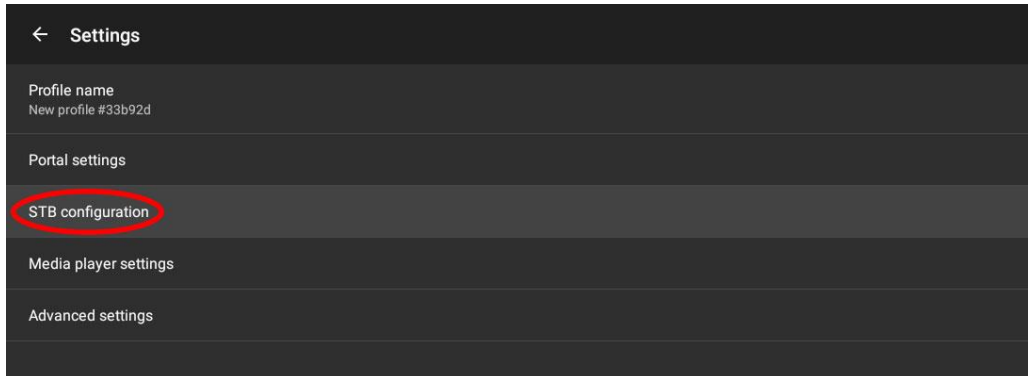 Settings
Profile name
New profile #33b92d
Portal settings
STB configuration
Media player settings
Advanced settings